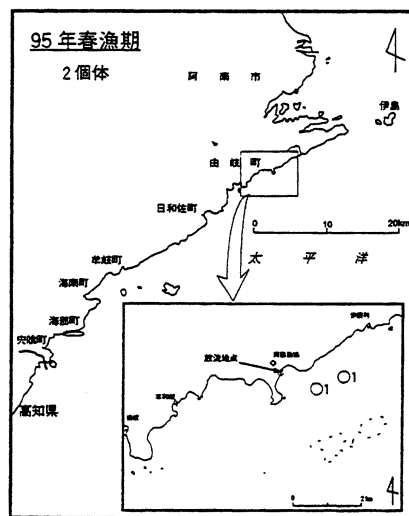 95年春漁期
2個体
阿南市
伊島
由岐町
日和佐町
0 10 20km
牟岐町
太平洋
海南町
海部町
宍喰町
高知県
放流地点
1
1
0 2 km